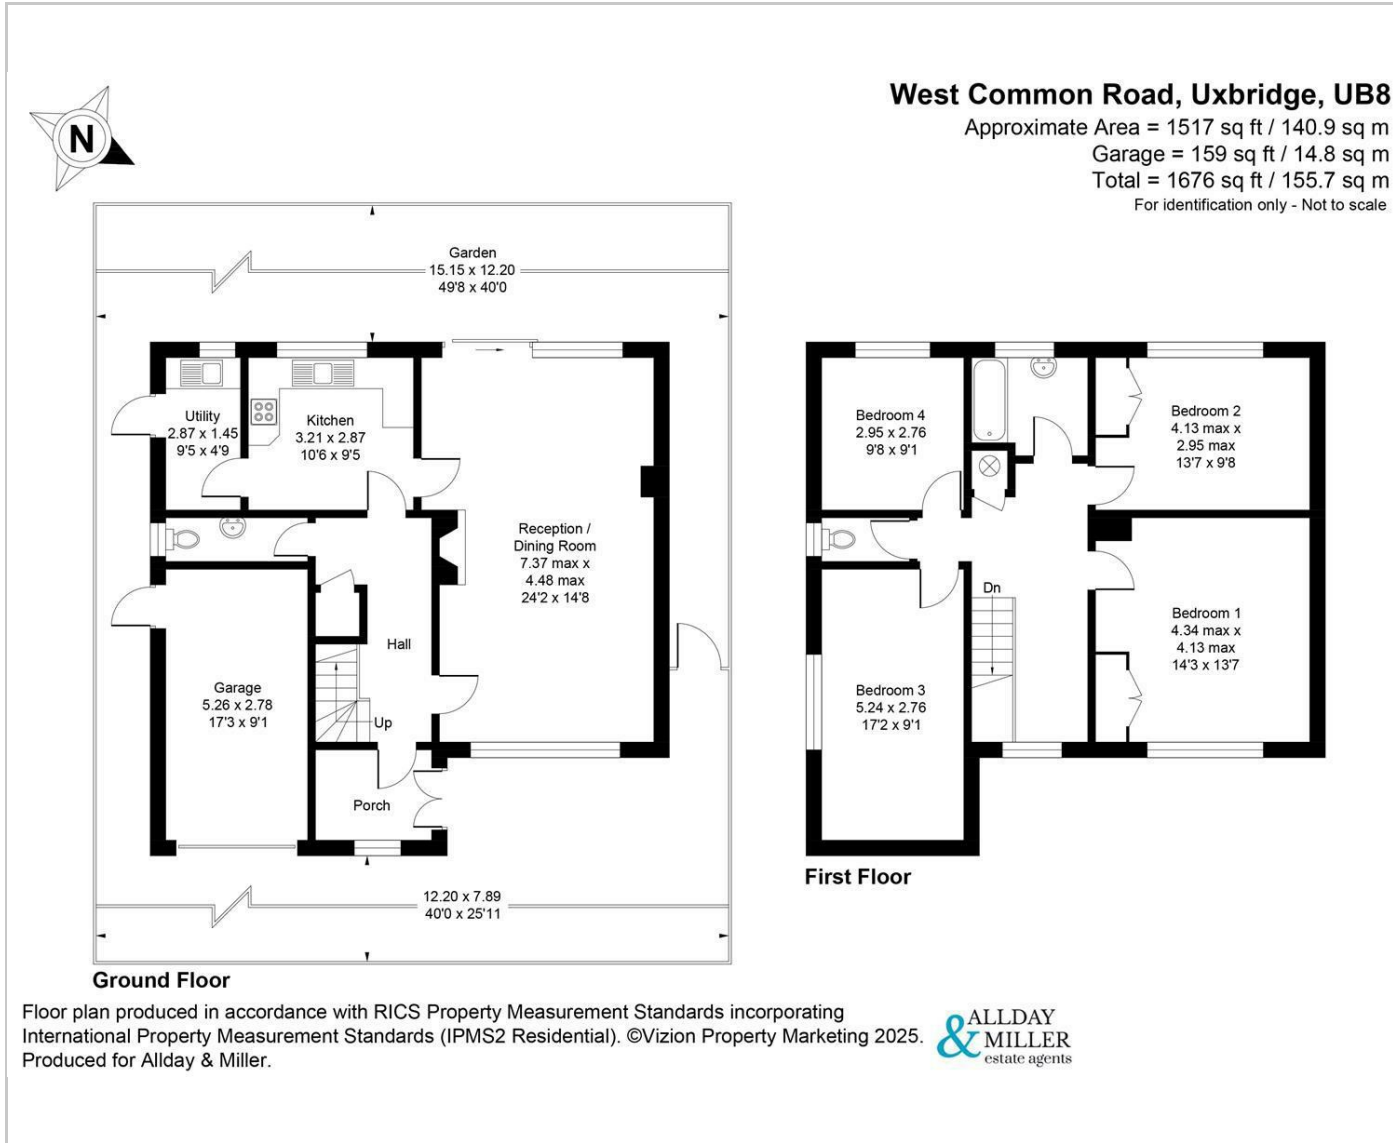 West Common Road, Uxbridge, UB8
Approximate Area = 1517 sq ft / 140.9 sq m
Garage = 159 sq ft / 14.8 sq m
Total = 1676 sq ft / 155.7 sq m
For identification only - Not to scale
N
Garden
15.15 x 12.20
49'8 x 40'0
Utility
2.87 x 1.45
9'5 x 4'9
Kitchen
3.21 x 2.87
10'6 x 9'5
Reception /
Dining Room
7.37 max x
4.48 max
24'2 x 14'8
Hall
Garage
5.26 x 2.78
17'3 x 9'1
Up
Porch
12.20 x 7.89
40'0 x 25'11
Ground Floor
Bedroom 4
2.95 x 2.76
9'8 x 9'1
Bedroom 2
4.13 max x
2.95 max
13'7 x 9'8
Dn
Bedroom 1
4.34 max x
4.13 max
14'3 x 13'7
Bedroom 3
5.24 x 2.76
17'2 x 9'1
First Floor
Floor plan produced in accordance with RICS Property Measurement Standards incorporating
International Property Measurement Standards (IPMS2 Residential). ©Vizion Property Marketing 2025.
Produced for Allday & Miller.
ALLDAY
& MILLER
estate agents